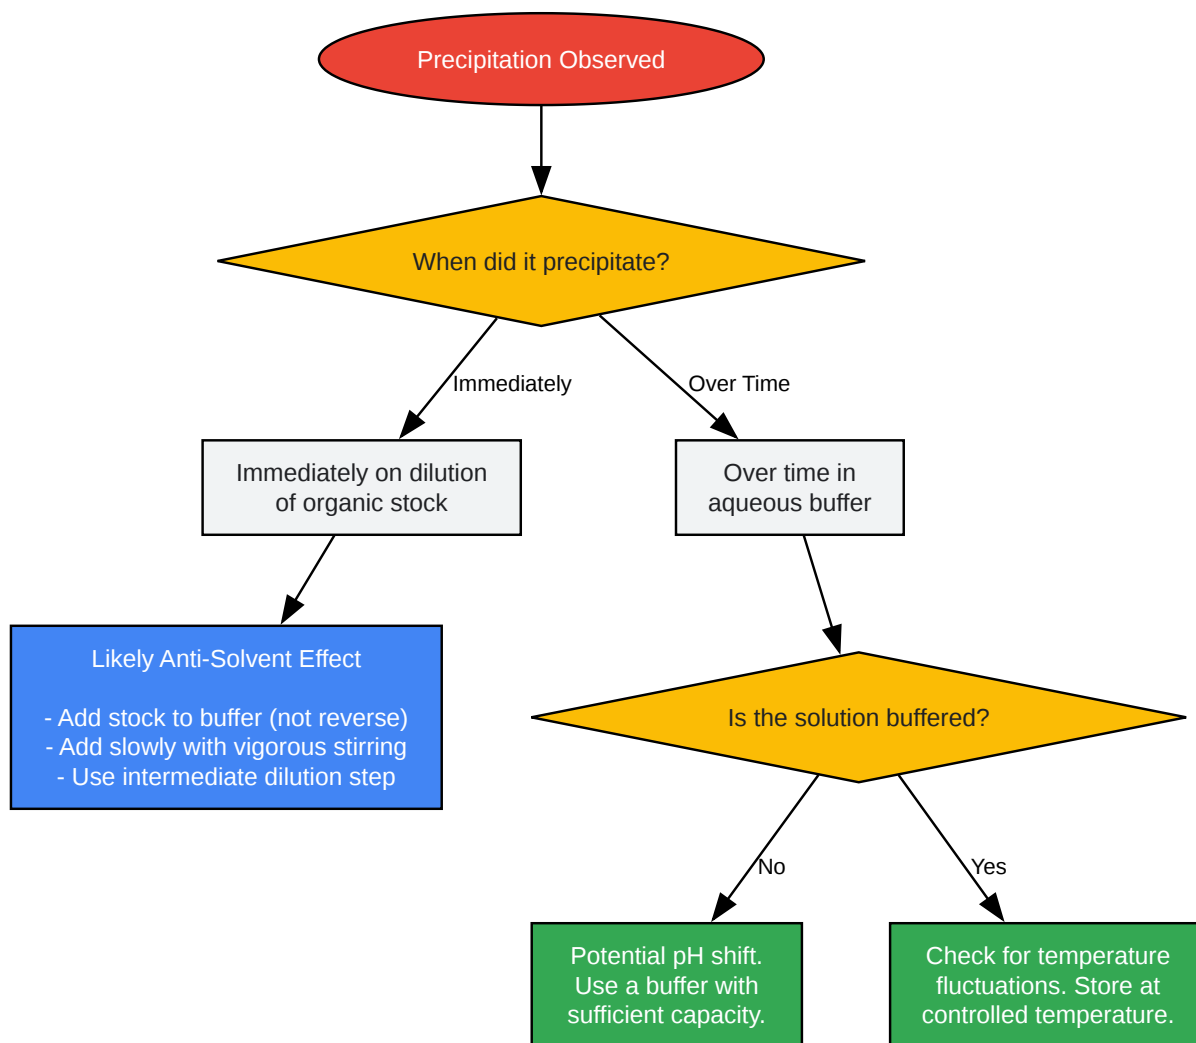 Precipitation Observed
When did it precipitate?
Immediately
Over Time
Immediately on dilution
of organic stock
Over time in
aqueous buffer
Likely Anti-Solvent Effect
- Add stock to buffer (not reverse)
- Add slowly with vigorous stirring
- Use intermediate dilution step
Is the solution buffered?
No
Yes
Potential pH shift.
Use a buffer with
sufficient capacity.
Check for temperature
fluctuations. Store at
controlled temperature.